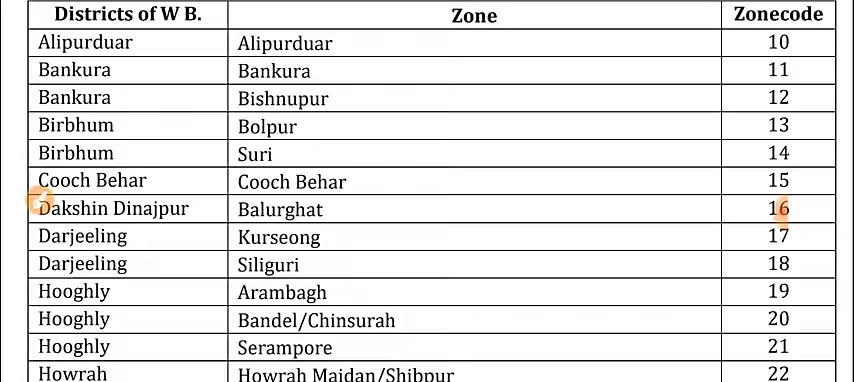 Districts of W B. Zone Zonecode
Alipurduar Alipurduar 10
Bankura Bankura 11
Bankura Bishnupur 12
Birbhum Bolpur 13
Birbhum Suri 14
Cooch Behar Cooch Behar 15
Dakshin Dinajpur Balurghat 16
Darjeeling Kurseong 17
Darjeeling Siliguri 18
Hooghly Arambagh 19
Hooghly Bandel/Chinsurah 20
Hooghly Serampore 21
Howrah Howrah Maidan/Shibpur 22